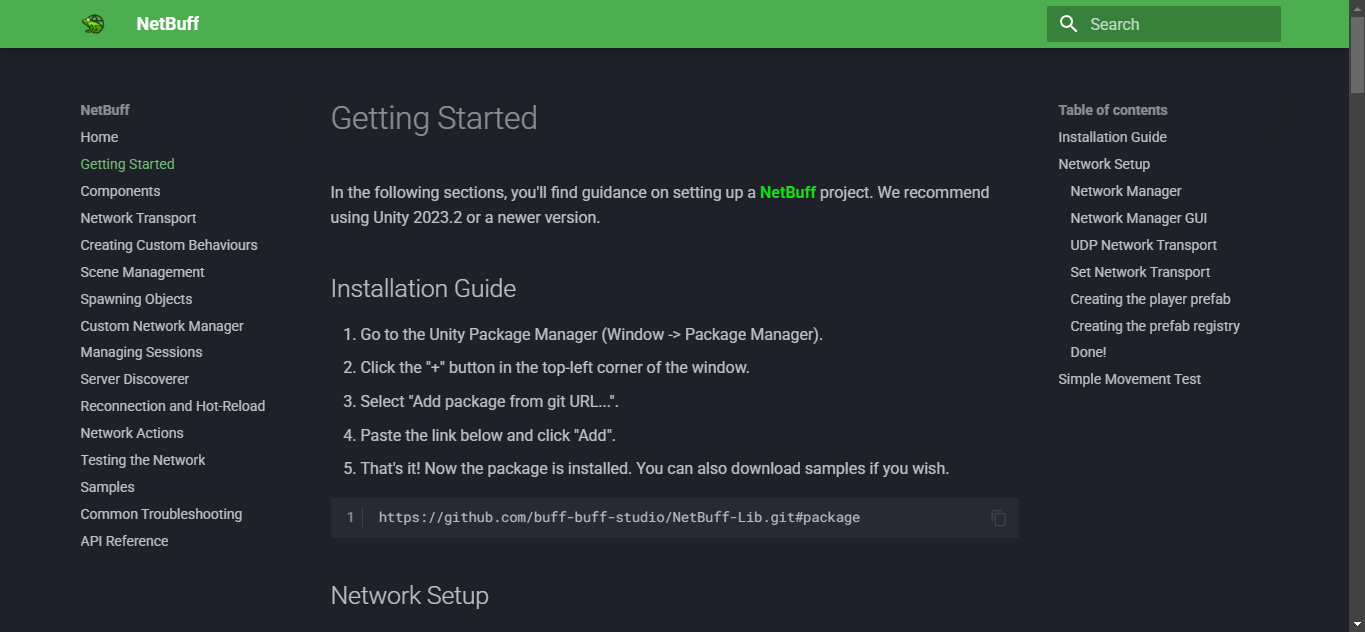 NetBuff
Search
NetBuff
Home
Getting Started
Components
Network Transport
Creating Custom Behaviours
Scene Management
Spawning Objects
Custom Network Manager
Managing Sessions
Server Discoverer
Reconnection and Hot-Reload
Network Actions
Testing the Network
Samples
Common Troubleshooting
API Reference
Getting Started
In the following sections, you'll find guidance on setting up a NetBuff project. We recommend
using Unity 2023.2 or a newer version.
Installation Guide
1. Go to the Unity Package Manager (Window -> Package Manager).
2. Click the "+" button in the top-left corner of the window.
3. Select "Add package from git URL...".
4. Paste the link below and click "Add".
5. That's it! Now the package is installed. You can also download samples if you wish.
1 https://github.com/buff-buff-studio/NetBuff-Lib.git#package
Network Setup
Table of contents
Installation Guide
Network Setup
Network Manager
Network Manager GUI
UDP Network Transport
Set Network Transport
Creating the player prefab
Creating the prefab registry
Done!
Simple Movement Test